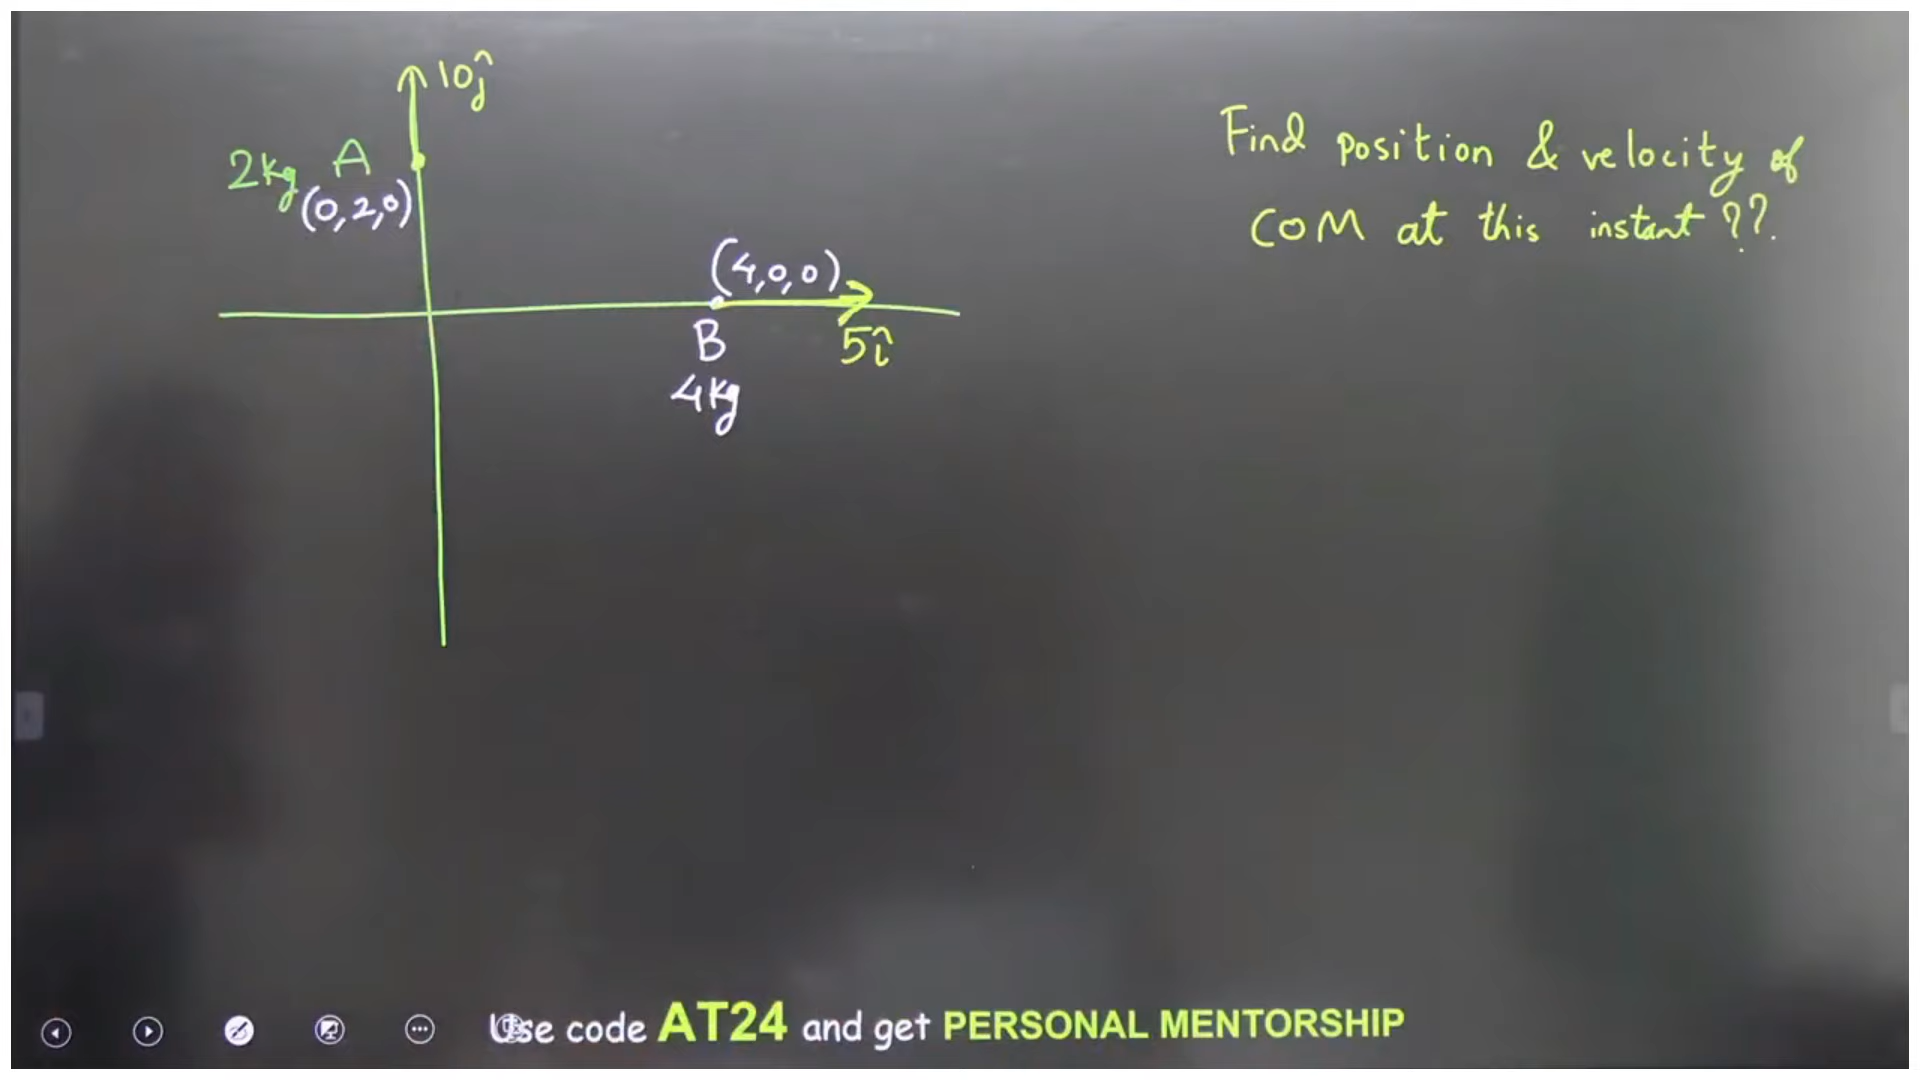 10ĵ
2kg A
(0,2,0)
(4,0,0)
B
5î
4kg
Find position & velocity of
COM at this instant ??.
Use code AT24 and get PERSONAL MENTORSHIP